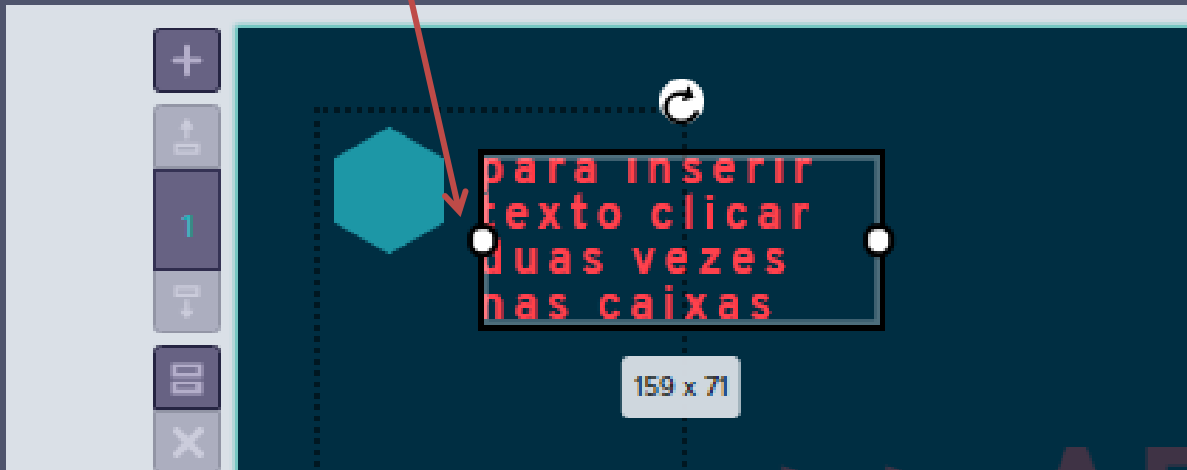 para inserir
texto clicar
duas vezes
nas caixas
1
159 x 71